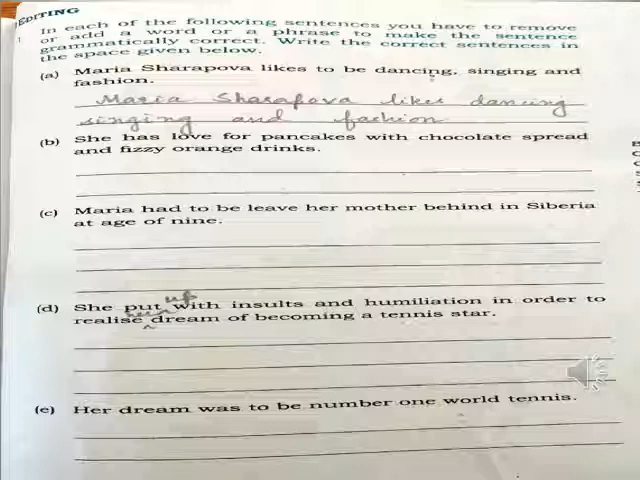 EDITING
1 In each of the following sentences you have to remove
or add a word or a phrase to make the sentence
grammatically correct. Write the correct sentences in
the space given below.
(a) Maria Sharapova likes to be dancing, singing and
fashion.
Maria Sharapova likes dancing
singing and fashion
(b) She has love for pancakes with chocolate spread
and fizzy orange drinks.
(c) Maria had to be leave her mother behind in Siberia
at age of nine.
up
(d) She put with insults and humiliation in order to
her
realise dream of becoming a tennis star.
(e) Her dream was to be number one world tennis.